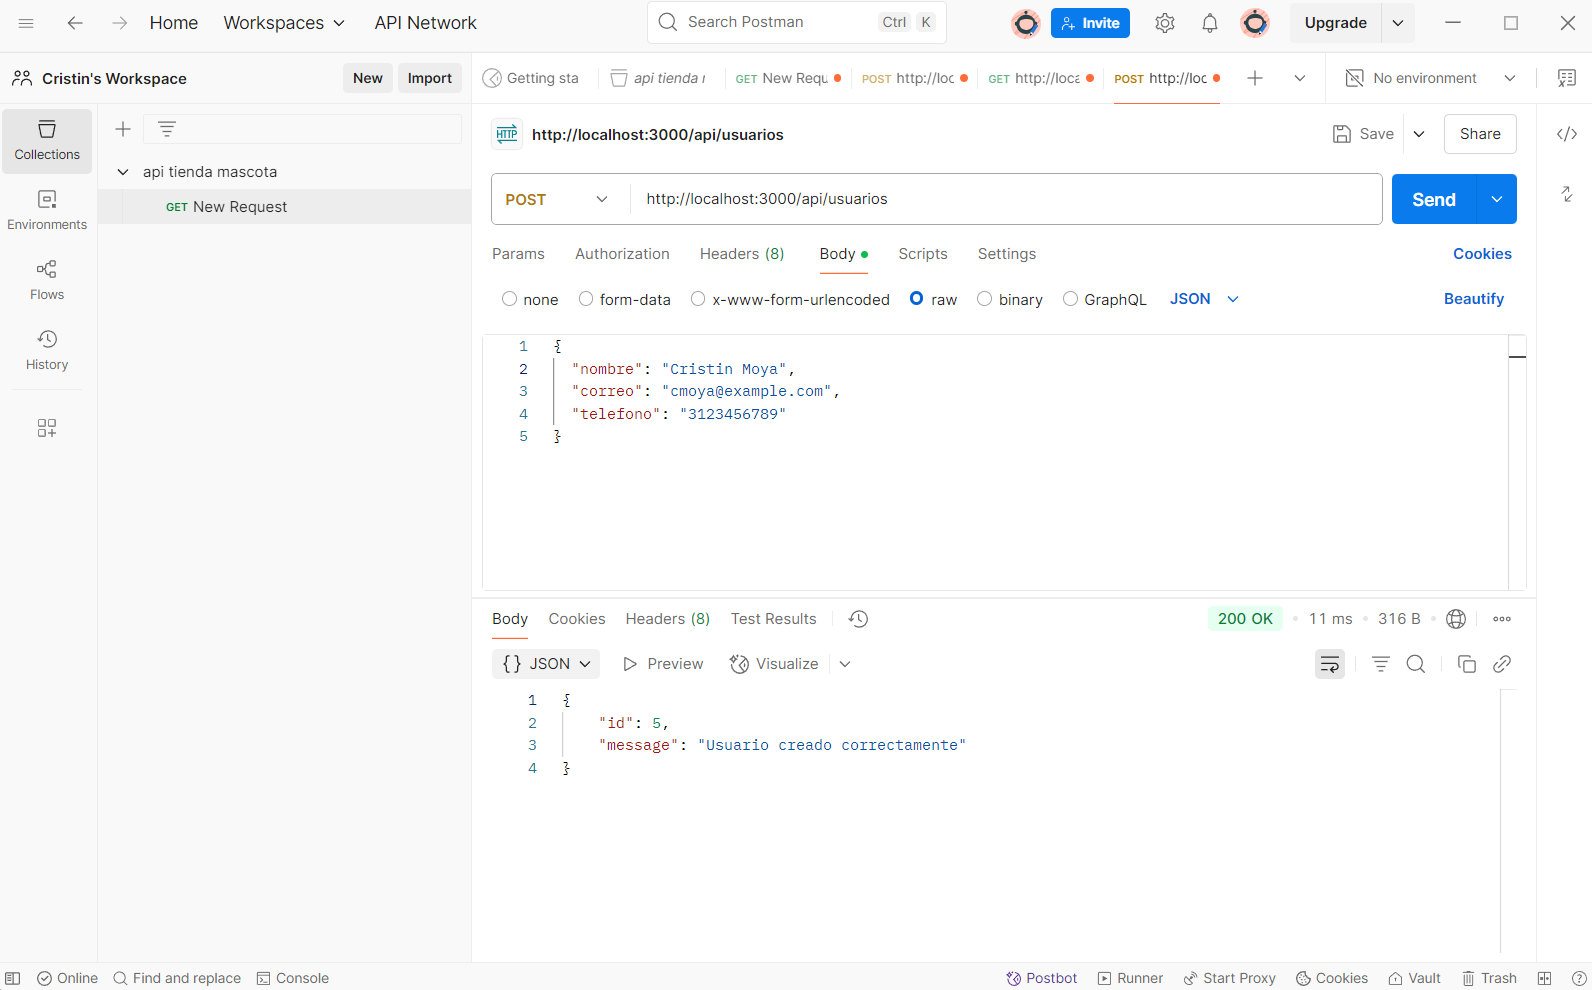 Home Workspaces API Network Search Postman Ctrl K Invite Upgrade
Cristin's Workspace New Import Getting sta api tienda r GET New Requ POST http://loc GET http://loca POST http://loc No environment
Collections
Environments
Flows
History
api tienda mascota
GET New Request
HTTP http://localhost:3000/api/usuarios Save Share
POST http://localhost:3000/api/usuarios Send
Params Authorization Headers (8) Body Scripts Settings Cookies
none form-data x-www-form-urlencoded raw binary GraphQL JSON Beautify
1 {
2 "nombre": "Cristin Moya",
3 "correo": "cmoya@example.com",
4 "telefono": "3123456789"
5 }
Body Cookies Headers (8) Test Results 200 OK • 11 ms • 316 B •
{} JSON Preview Visualize
1 {
2 "id": 5,
3 "message": "Usuario creado correctamente"
4 }
Online Find and replace Console Postbot Runner Start Proxy Cookies Vault Trash